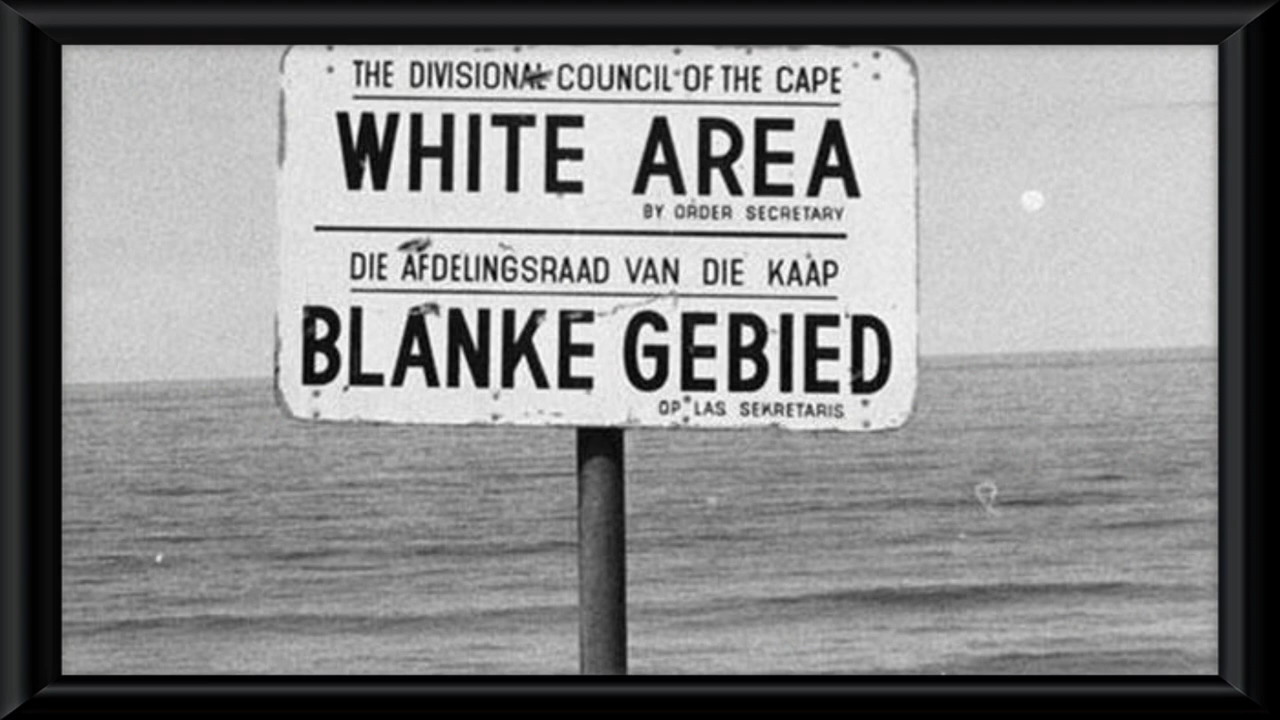 THE DIVISIONAL COUNCIL OF THE CAPE
WHITE AREA
BY ORDER SECRETARY
DIE AFDELINGSRAAD VAN DIE KAAP
BLANKE GEBIED
OP LAS SEKRETARIS